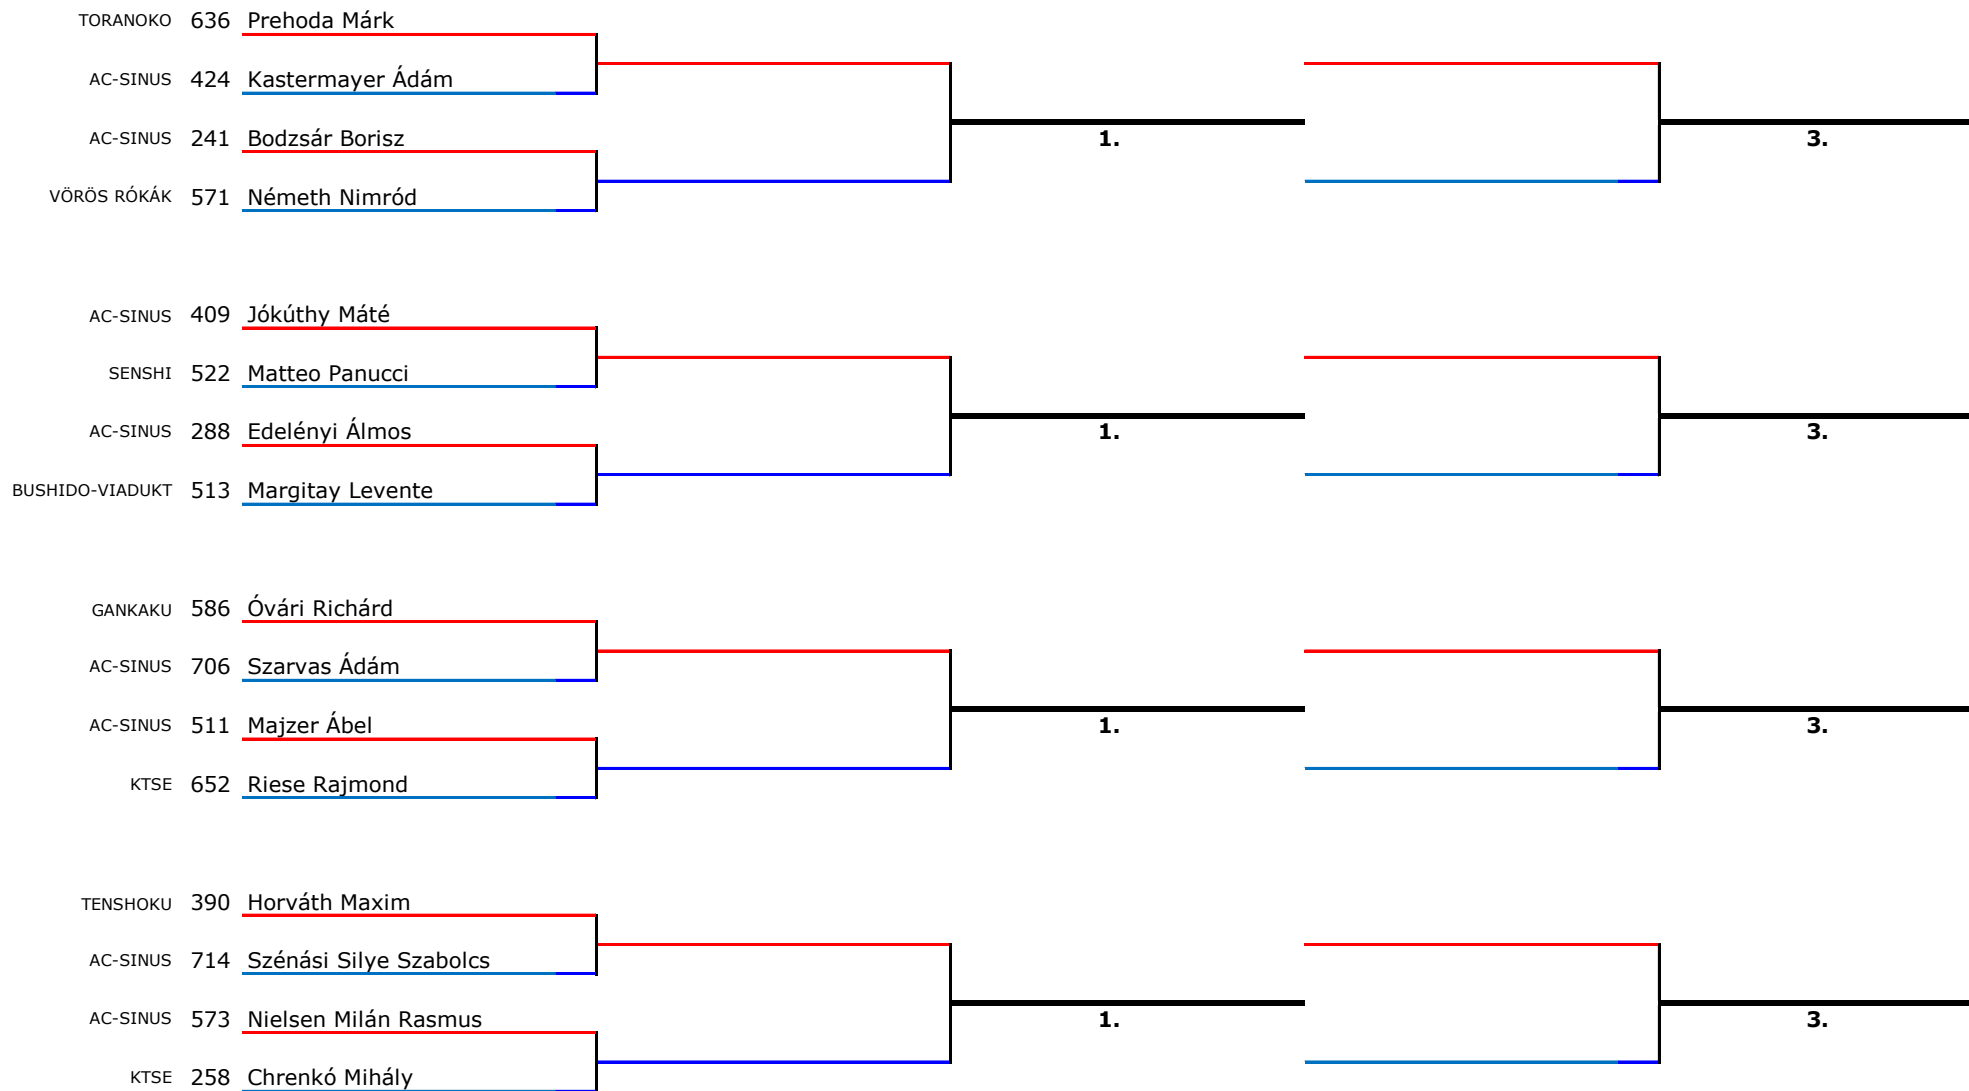 TORANOKO 636 Prehoda Márk
AC-SINUS 424 Kastermayer Ádám
AC-SINUS 241 Bodzsár Borisz
1. 3.
VÖRÖS RÓKÁK 571 Németh Nimród
AC-SINUS 409 Jókúthy Máté
SENSHI 522 Matteo Panucci
AC-SINUS 288 Edelényi Álmos
1. 3.
BUSHIDO-VIADUKT 513 Margitay Levente
GANKAKU 586 Óvári Richárd
AC-SINUS 706 Szarvas Ádám
AC-SINUS 511 Majzer Ábel
1. 3.
KTSE 652 Riese Rajmond
TENSHOKU 390 Horváth Maxim
AC-SINUS 714 Szénási Silye Szabolcs
AC-SINUS 573 Nielsen Milán Rasmus
1. 3.
KTSE 258 Chrenkó Mihály